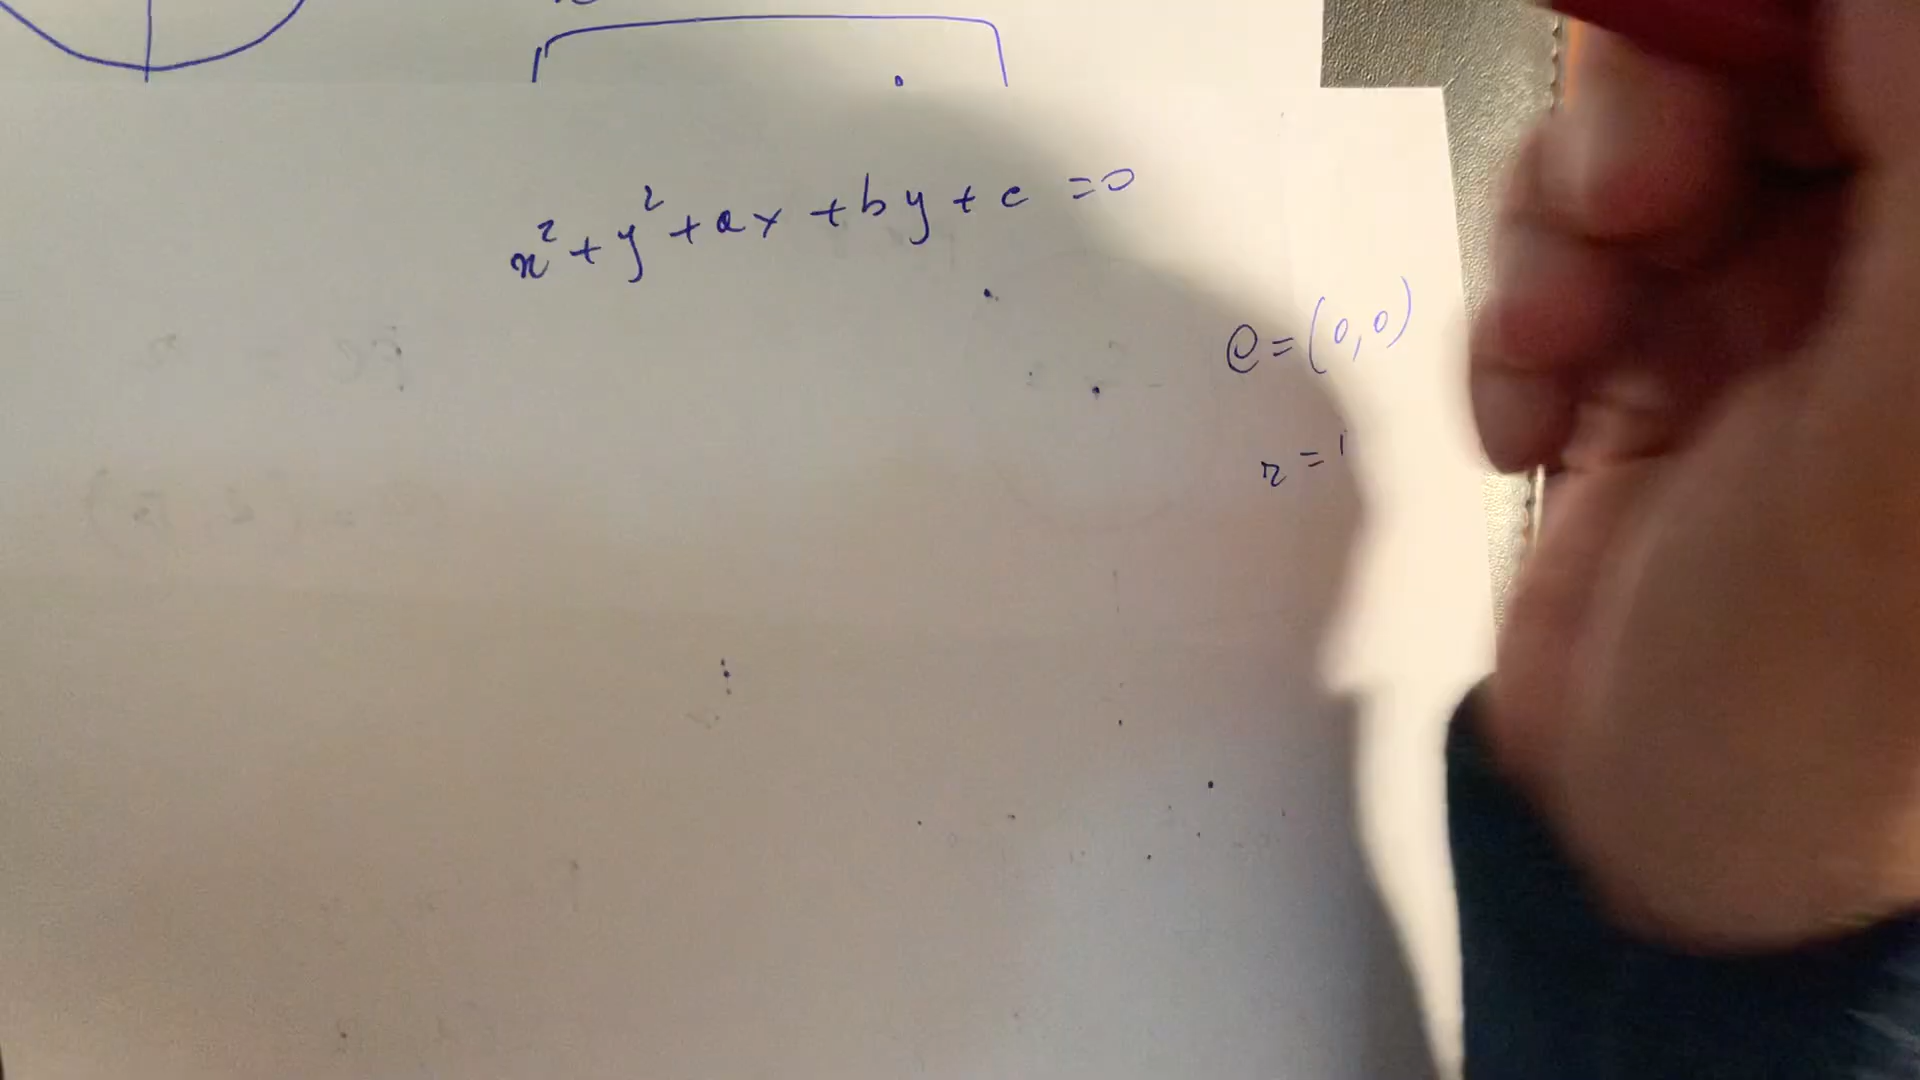 x² + y² + ax + by + c = 0
C = (0,0)
r = 1